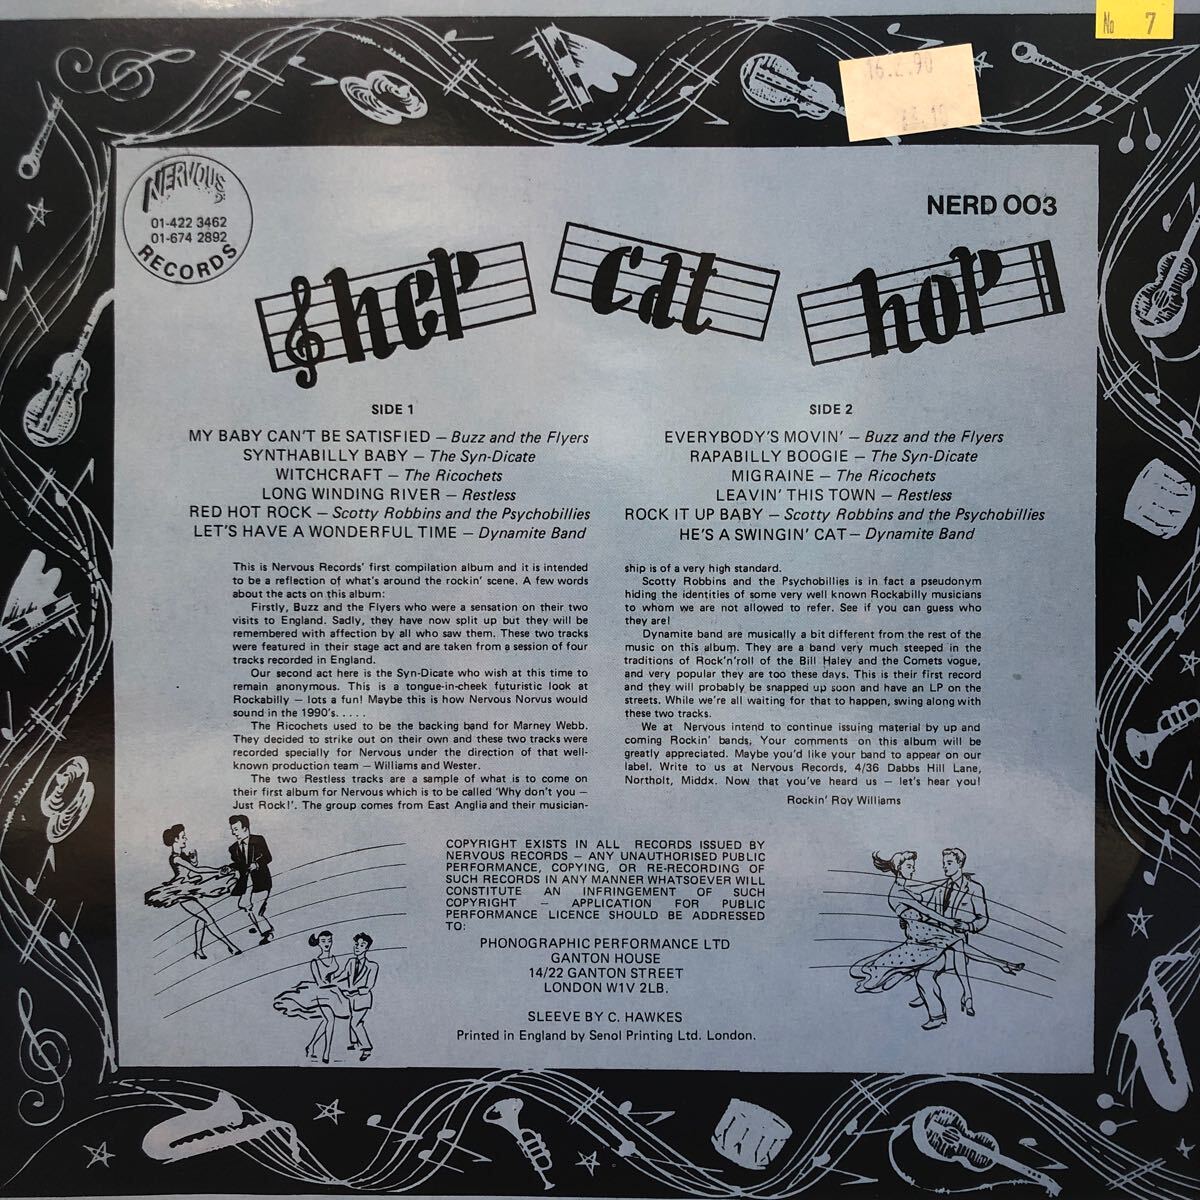 No 7
16.2.90
NERVOUS
01-422 3462
01-674 2892
RECORDS
NERD 003
hep cat hop
SIDE 1
MY BABY CAN'T BE SATISFIED – Buzz and the Flyers
SYNTHABILLY BABY – The Syn-Dicate
WITCHCRAFT – The Ricochets
LONG WINDING RIVER – Restless
RED HOT ROCK – Scotty Robbins and the Psychobillies
LET'S HAVE A WONDERFUL TIME – Dynamite Band
SIDE 2
EVERYBODY'S MOVIN' – Buzz and the Flyers
RAPABILLY BOOGIE – The Syn-Dicate
MIGRAINE – The Ricochets
LEAVIN' THIS TOWN – Restless
ROCK IT UP BABY – Scotty Robbins and the Psychobillies
HE'S A SWINGIN' CAT – Dynamite Band
This is Nervous Records' first compilation album and it is intended
to be a reflection of what's around the rockin' scene. A few words
about the acts on this album:
Firstly, Buzz and the Flyers who were a sensation on their two
visits to England. Sadly, they have now split up but they will be
remembered with affection by all who saw them. These two tracks
were featured in their stage act and are taken from a session of four
tracks recorded in England.
Our second act here is the Syn-Dicate who wish at this time to
remain anonymous. This is a tongue-in-cheek futuristic look at
Rockabilly – lots a fun! Maybe this is how Nervous Norvus would
sound in the 1990's. . . . .
The Ricochets used to be the backing band for Marney Webb.
They decided to strike out on their own and these two tracks were
recorded specially for Nervous under the direction of that well-
known production team – Williams and Wester.
The two Restless tracks are a sample of what is to come on
their first album for Nervous which is to be called 'Why don't you –
Just Rock!'. The group comes from East Anglia and their musician-
ship is of a very high standard.
Scotty Robbins and the Psychobillies is in fact a pseudonym
hiding the identities of some very well known Rockabilly musicians
to whom we are not allowed to refer. See if you can guess who
they are!
Dynamite band are musically a bit different from the rest of the
music on this album. They are a band very much steeped in the
traditions of Rock'n'roll of the Bill Haley and the Comets vogue,
and very popular they are too these days. This is their first record
and they will probably be snapped up soon and have an LP on the
streets. While we're all waiting for that to happen, swing along with
these two tracks.
We at Nervous intend to continue issuing material by up and
coming Rockin' bands, Your comments on this album will be
greatly appreciated. Maybe you'd like your band to appear on our
label. Write to us at Nervous Records, 4/36 Dabbs Hill Lane,
Northolt, Middx. Now that you've heard us – let's hear you!
Rockin' Roy Williams
COPYRIGHT EXISTS IN ALL RECORDS ISSUED BY
NERVOUS RECORDS – ANY UNAUTHORISED PUBLIC
PERFORMANCE, COPYING, OR RE-RECORDING OF
SUCH RECORDS IN ANY MANNER WHATSOEVER WILL
CONSTITUTE AN INFRINGEMENT OF SUCH
COPYRIGHT – APPLICATION FOR PUBLIC
PERFORMANCE LICENCE SHOULD BE ADDRESSED
TO:
PHONOGRAPHIC PERFORMANCE LTD
GANTON HOUSE
14/22 GANTON STREET
LONDON W1V 2LB.
SLEEVE BY C. HAWKES
Printed in England by Senol Printing Ltd. London.